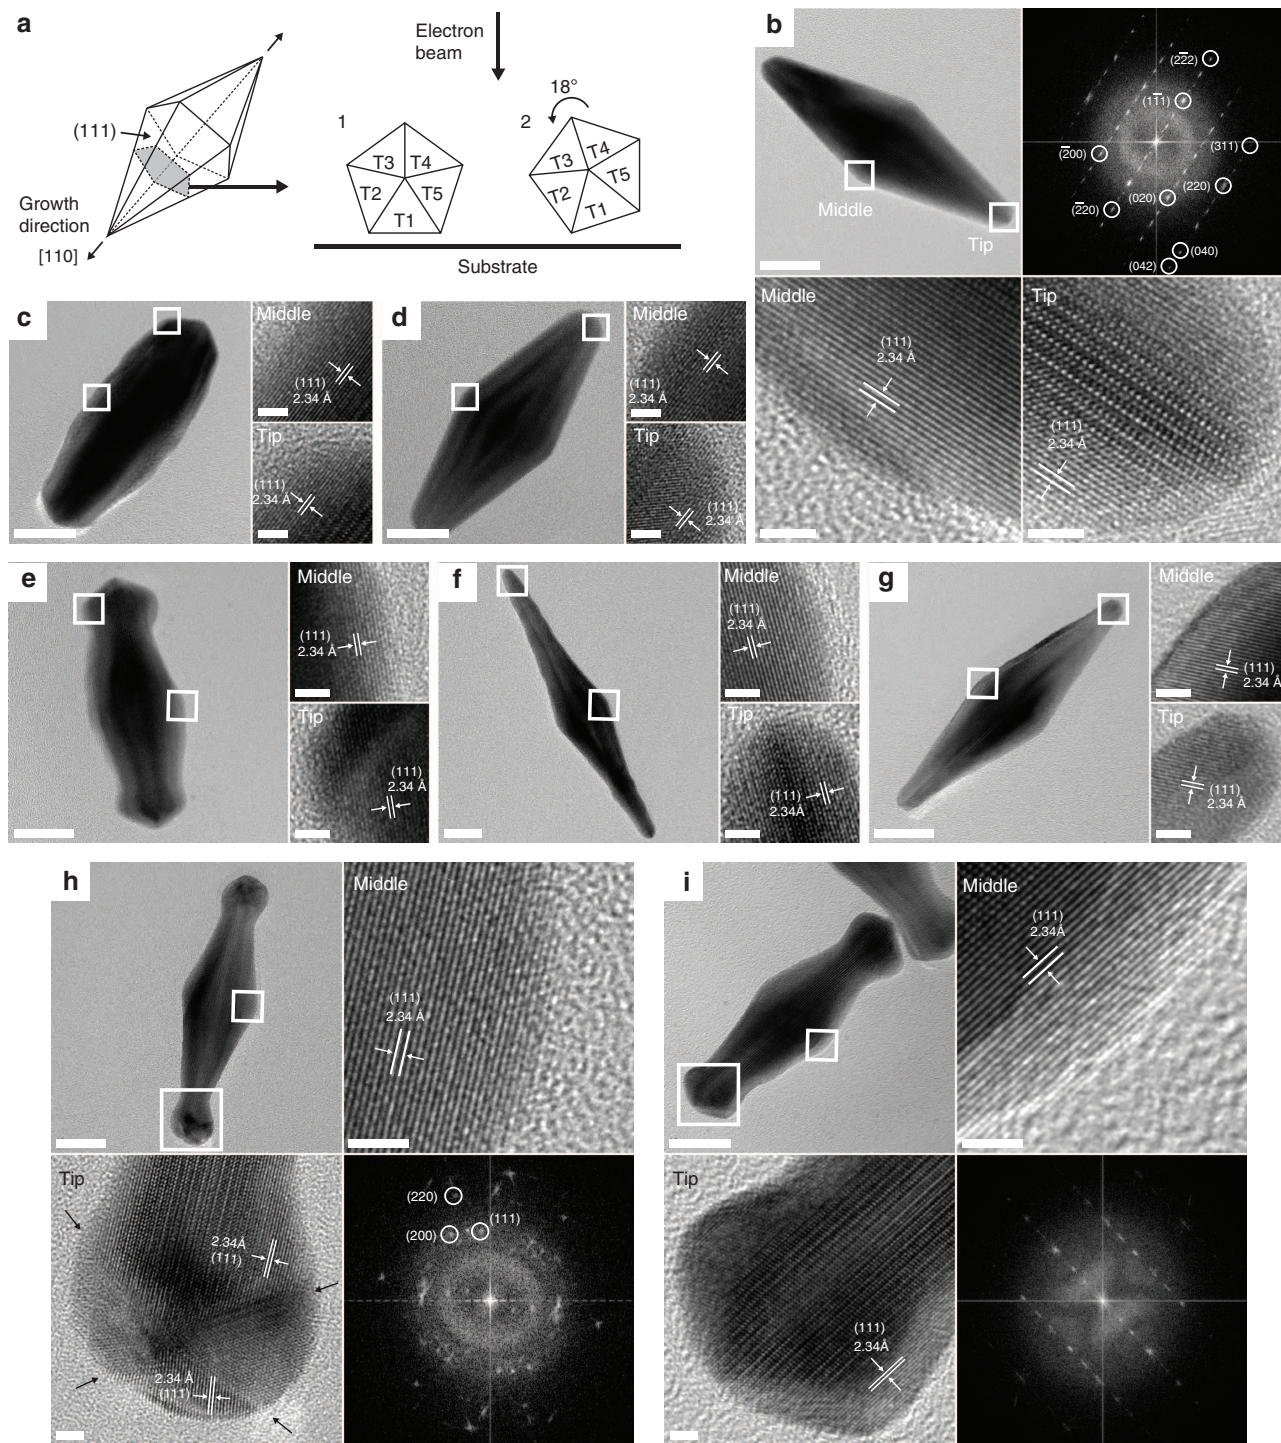 a
(111)
Growth
direction
[110]
Electron
beam
18°
1
2
T3 T4
T2 T5
T1
T3 T4
T2 T5
T1
Substrate
b
Middle
Tip
(2̅2̅2)
(11̅1)
(311)
(2̅00)
(220)
(020)
(2̅20)
(040)
(042)
Middle
(111)
2.34 Å
Tip
(111)
2.34 Å
c
Middle
(111)
2.34 Å
Tip
(111)
2.34 Å
d
Middle
(111)
2.34 Å
Tip
(111)
2.34 Å
e
Middle
(111)
2.34 Å
Tip
(111)
2.34 Å
f
Middle
(111)
2.34 Å
Tip
(111)
2.34Å
g
Middle
(111)
2.34 Å
Tip
(111)
2.34 Å
h
Middle
(111)
2.34 Å
Tip
2.34Å
(111)
2.34 Å
(111)
(220)
(200)
(111)
i
Middle
(111)
2.34Å
Tip
(111)
2.34Å